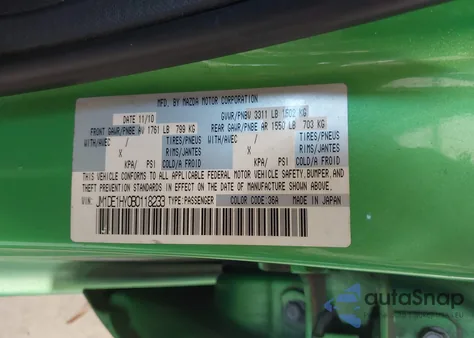 MFD. BY MAZDA MOTOR CORPORATION
DATE 11/10 GVWR/PNBV 3311 LB 1502 KG
FRONT GAWR/PNBE AV 1761 LB 799 KG REAR GAWR/PNBE AR 1550 LB 703 KG
WITH/AVEC / TIRES/PNEUS WITH/AVEC / TIRES/PNEUS
X RIMS/JANTES X RIMS/JANTES
KPA/ PSI COLD/A FROID KPA/ PSI COLD/A FROID
THIS VEHICLE CONFORMS TO ALL APPLICABLE FEDERAL MOTOR VEHICLE SAFETY,BUMPER,AND
THEFT PREVENTION STANDARDS IN EFFECT ON THE DATE OF MANUFACTURE SHOWN ABOVE.
VIN: JM1DE1HY0B0118233 TYPE:PASSENGER COLOR CODE:36A MADE IN JAPAN
autoSnap